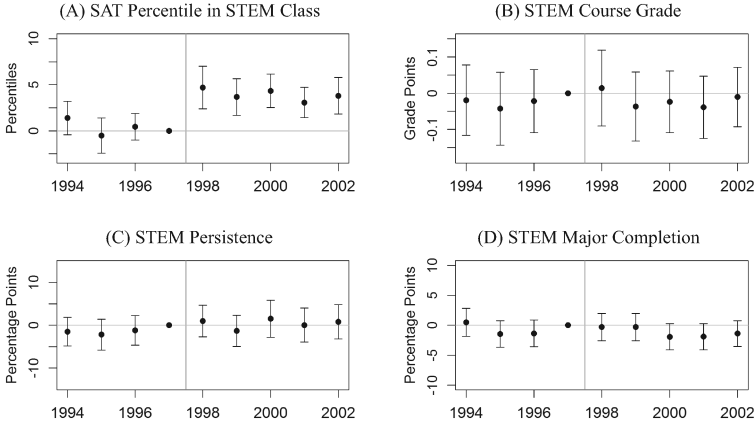 (A) SAT Percentile in STEM Class
Percentiles
10
5
0
1994 1996 1998 2000 2002
(B) STEM Course Grade
Grade Points
0.1
0
-0.1
1994 1996 1998 2000 2002
(C) STEM Persistence
Percentage Points
10
0
-10
1994 1996 1998 2000 2002
(D) STEM Major Completion
Percentage Points
10
5
0
-5
-10
1994 1996 1998 2000 2002